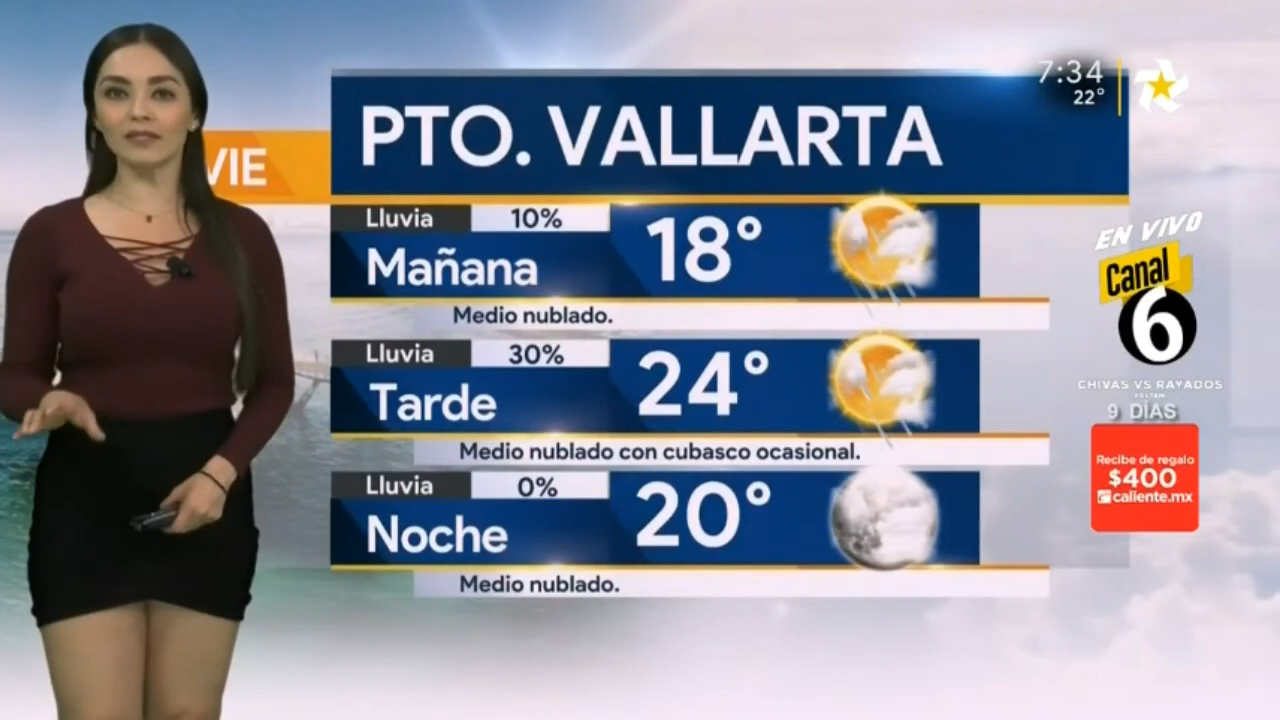 7:34
22°
VIE
PTO. VALLARTA
Lluvia 10%
Mañana 18°
Medio nublado.
Lluvia 30%
Tarde 24°
Medio nublado con cubasco ocasional.
Lluvia 0%
Noche 20°
Medio nublado.
EN VIVO
Canal
6
CHIVAS VS RAYADOS
FALTAN
9 DÍAS
Recibe de regalo
$400
caliente.mx